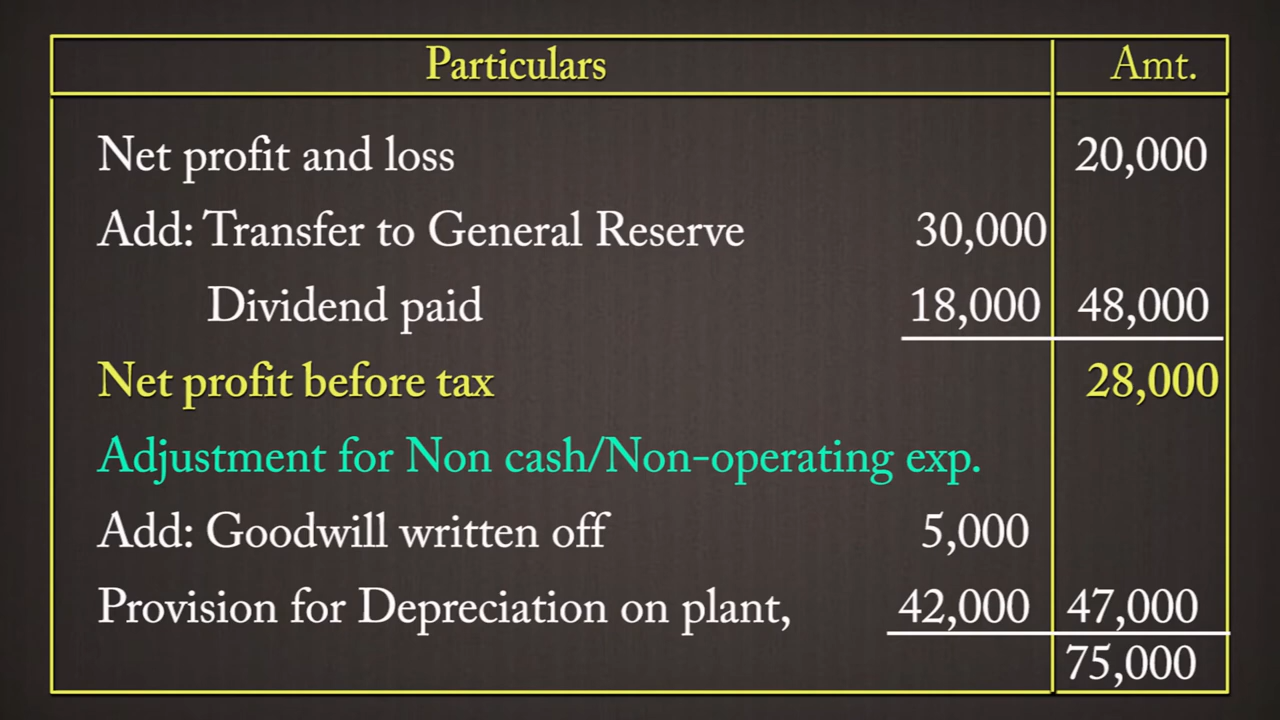 Particulars Amt.
Net profit and loss 20,000
Add: Transfer to General Reserve 30,000
Dividend paid 18,000 48,000
Net profit before tax 28,000
Adjustment for Non cash/Non-operating exp.
Add: Goodwill written off 5,000
Provision for Depreciation on plant, 42,000 47,000
75,000